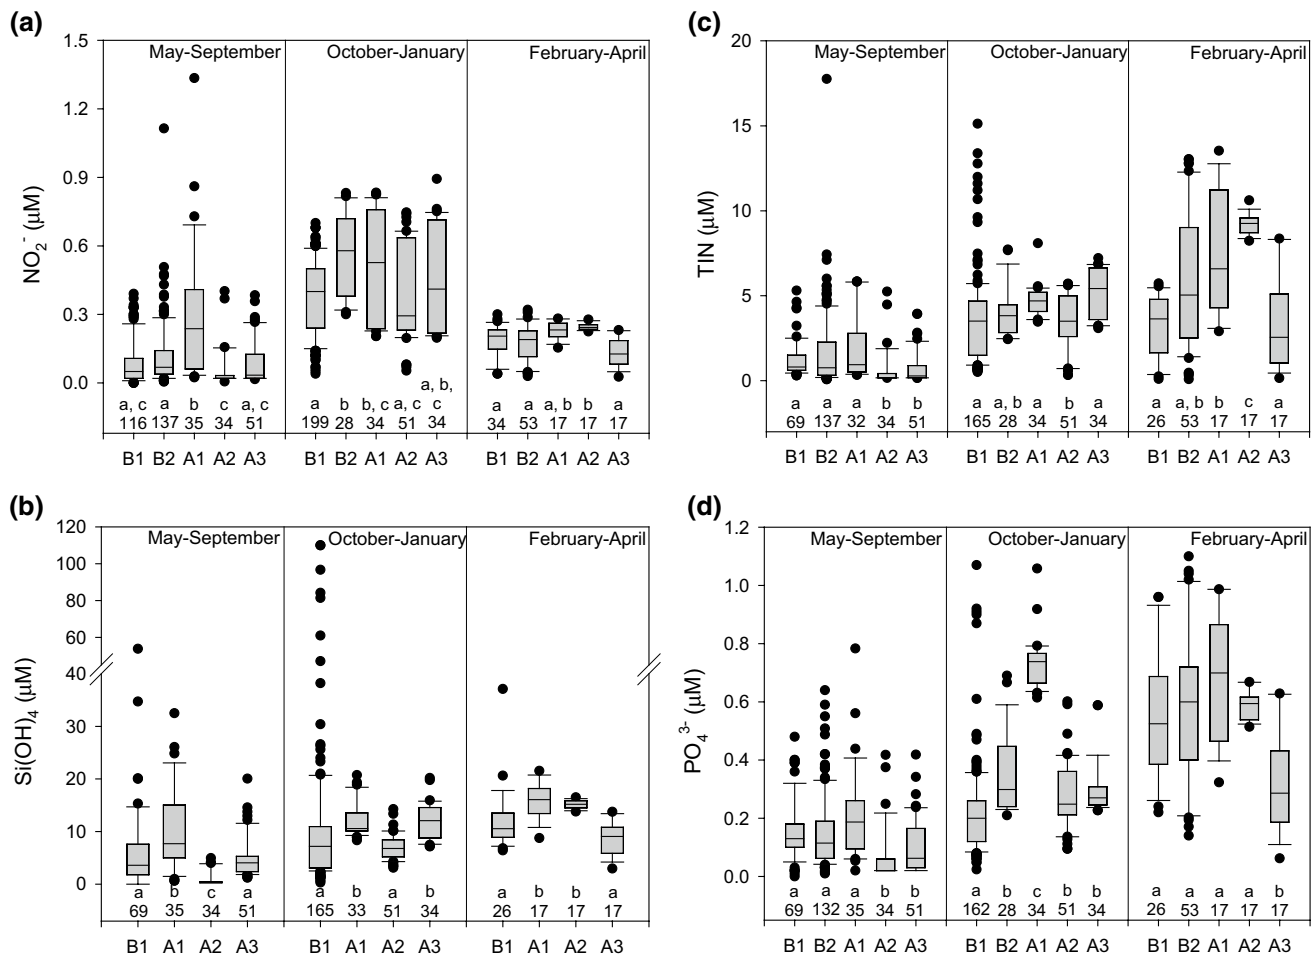 (a)
May-September October-January February-April
1.5
1.2
0.9
0.6
0.3
0.0
NO₂⁻ (μM)
a, b,
a, c a b c a, c a b b, c a, c c a a a, b b a
116 137 35 34 51 199 28 34 51 34 34 53 17 17 17
B1 B2 A1 A2 A3 B1 B2 A1 A2 A3 B1 B2 A1 A2 A3
(b)
May-September October-January February-April
120
100
80
60
40
30
20
10
0
Si(OH)₄ (μM)
a b c a a b a b a b b a
69 35 34 51 165 33 51 34 26 17 17 17
B1 A1 A2 A3 B1 A1 A2 A3 B1 A1 A2 A3
(c)
May-September October-January February-April
20
15
10
5
0
TIN (μM)
a a a b b a a, b a b a a a, b b c a
69 137 32 34 51 165 28 34 51 34 26 53 17 17 17
B1 B2 A1 A2 A3 B1 B2 A1 A2 A3 B1 B2 A1 A2 A3
(d)
May-September October-January February-April
1.2
1.0
0.8
0.6
0.4
0.2
0.0
PO₄³⁻ (μM)
a a a b b a b c b b a a a a b
69 132 35 34 51 162 28 34 51 34 26 53 17 17 17
B1 B2 A1 A2 A3 B1 B2 A1 A2 A3 B1 B2 A1 A2 A3